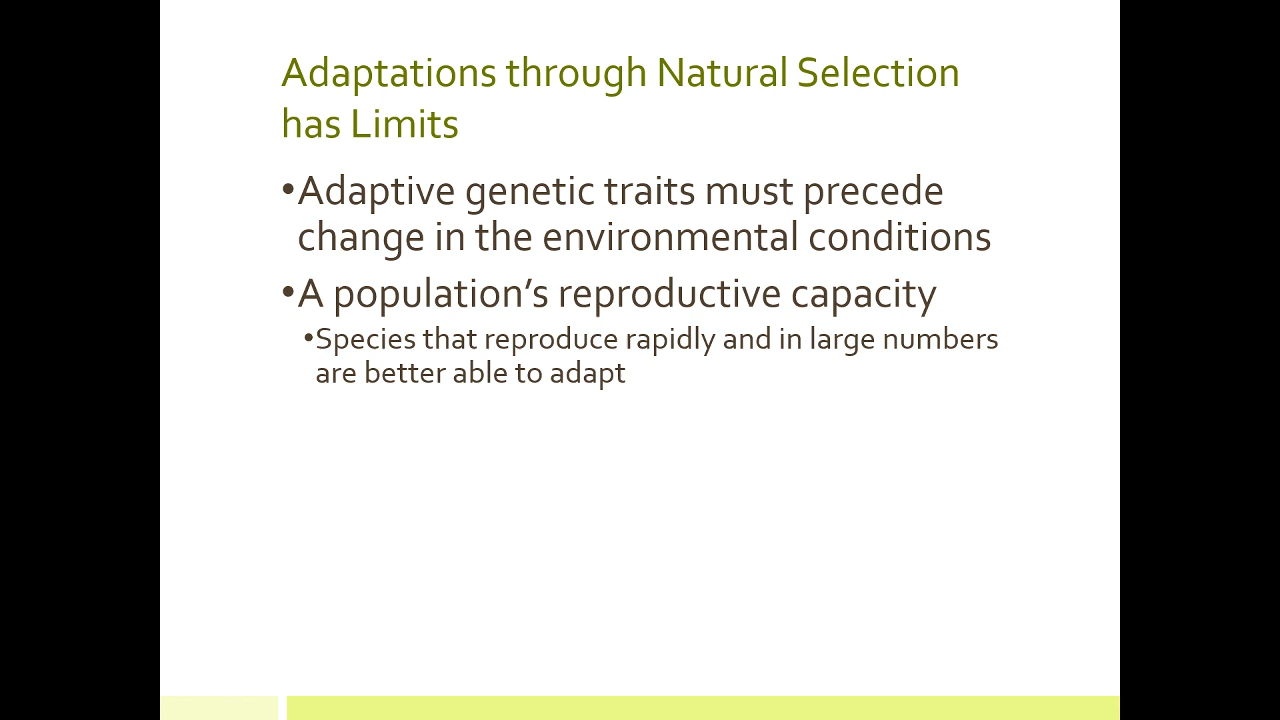 Adaptations through Natural Selection
has Limits
•Adaptive genetic traits must precede
change in the environmental conditions
•A population’s reproductive capacity
•Species that reproduce rapidly and in large numbers
are better able to adapt